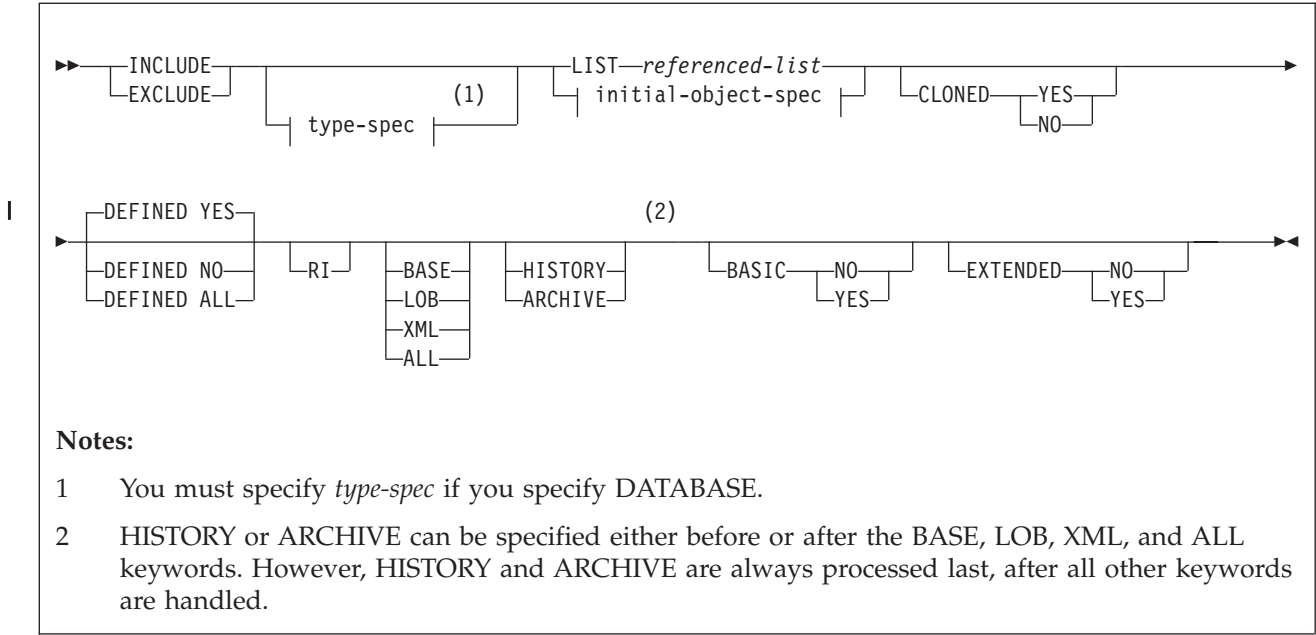 INCLUDE
EXCLUDE
(1)
type-spec
LIST referenced-list
initial-object-spec
CLONED YES
NO
DEFINED YES
DEFINED NO
DEFINED ALL
RI
BASE
LOB
XML
ALL
HISTORY
ARCHIVE
(2)
BASIC NO
YES
EXTENDED NO
YES
Notes:
1 You must specify type-spec if you specify DATABASE.
2 HISTORY or ARCHIVE can be specified either before or after the BASE, LOB, XML, and ALL
keywords. However, HISTORY and ARCHIVE are always processed last, after all other keywords
are handled.